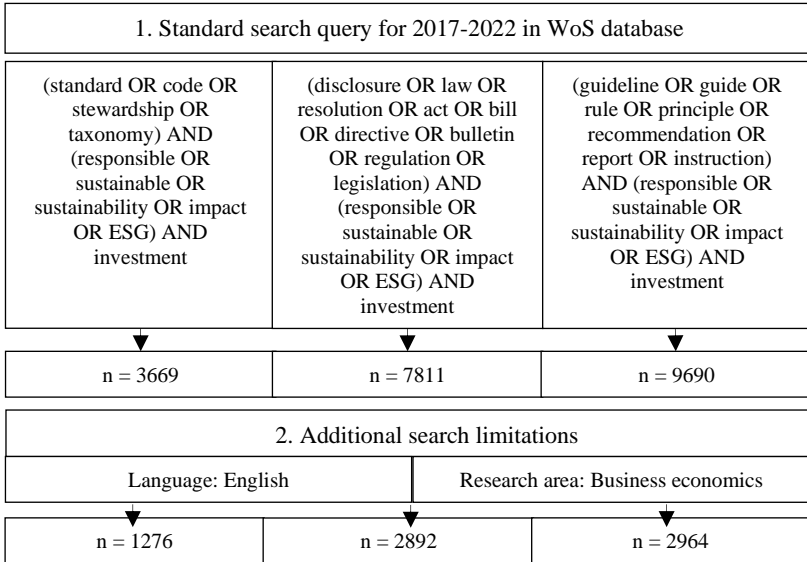 1. Standard search query for 2017-2022 in WoS database
(standard OR code OR
stewardship OR
taxonomy) AND
(responsible OR
sustainable OR
sustainability OR impact
OR ESG) AND
investment
(disclosure OR law OR
resolution OR act OR bill
OR directive OR bulletin
OR regulation OR
legislation) AND
(responsible OR
sustainable OR
sustainability OR impact
OR ESG) AND
investment
(guideline OR guide OR
rule OR principle OR
recommendation OR
report OR instruction)
AND (responsible OR
sustainable OR
sustainability OR impact
OR ESG) AND
investment
n = 3669
n = 7811
n = 9690
2. Additional search limitations
Language: English
Research area: Business economics
n = 1276
n = 2892
n = 2964